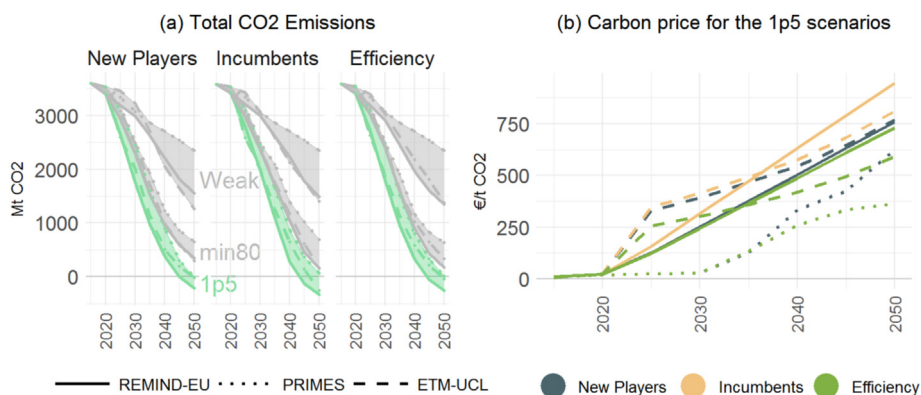 (a) Total CO2 Emissions
New Players Incumbents Efficiency
Mt CO2
3000
2000
1000
0
Weak
min80
1p5
2020 2030 2040 2050 2020 2030 2040 2050 2020 2030 2040 2050
REMIND-EU PRIMES ETM-UCL
(b) Carbon price for the 1p5 scenarios
€/t CO2
750
500
250
0
2020 2030 2040 2050
New Players Incumbents Efficiency